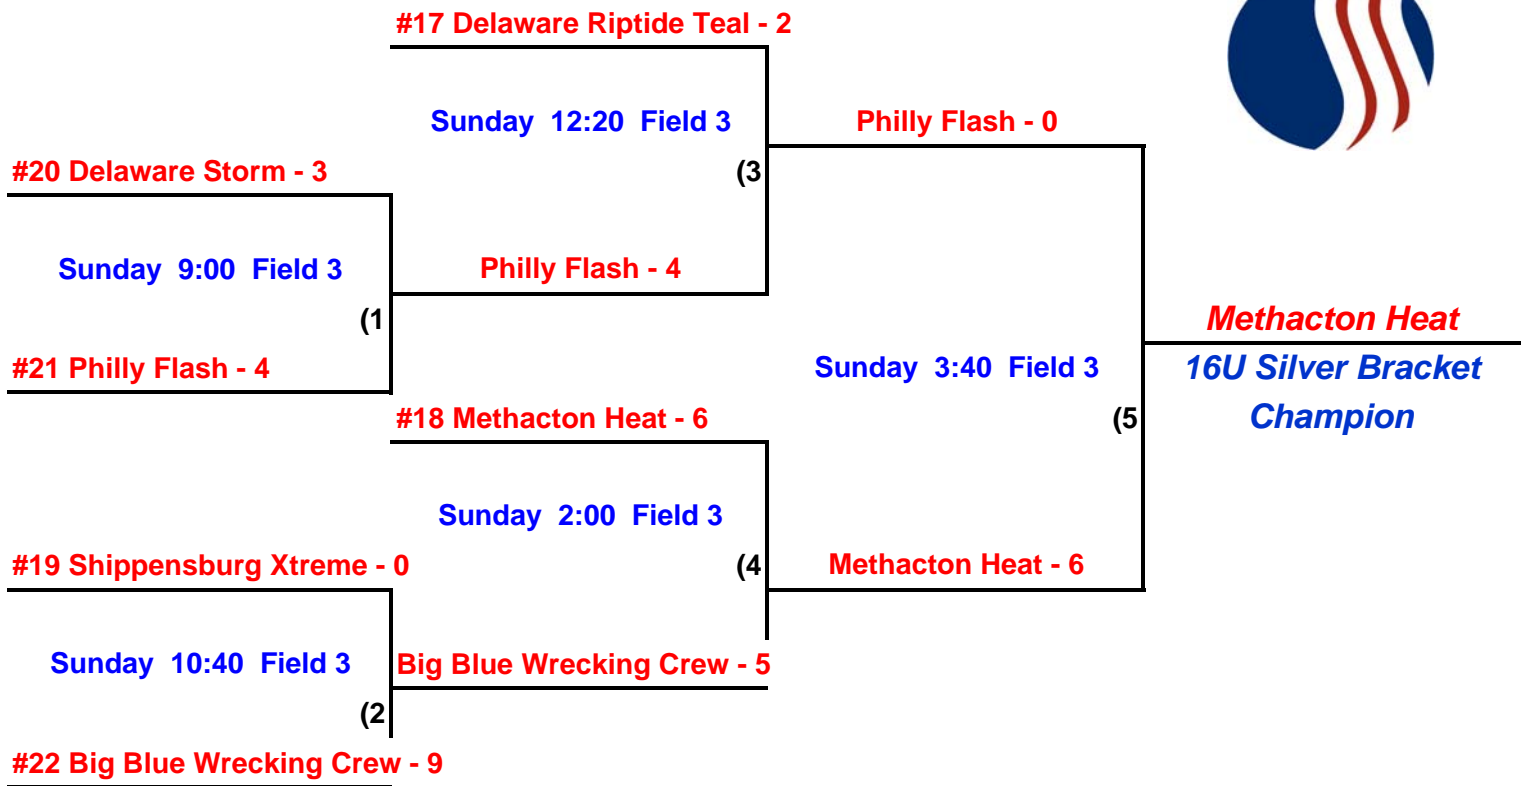 #17 Delaware Riptide Teal - 2
Sunday 12:20 Field 3
Philly Flash - 0
#20 Delaware Storm - 3
(3
Sunday 9:00 Field 3
Philly Flash - 4
(1
Methacton Heat
#21 Philly Flash - 4
Sunday 3:40 Field 3
16U Silver Bracket
#18 Methacton Heat - 6
(5
Champion
Sunday 2:00 Field 3
#19 Shippensburg Xtreme - 0
(4
Methacton Heat - 6
Sunday 10:40 Field 3
Big Blue Wrecking Crew - 5
(2
#22 Big Blue Wrecking Crew - 9